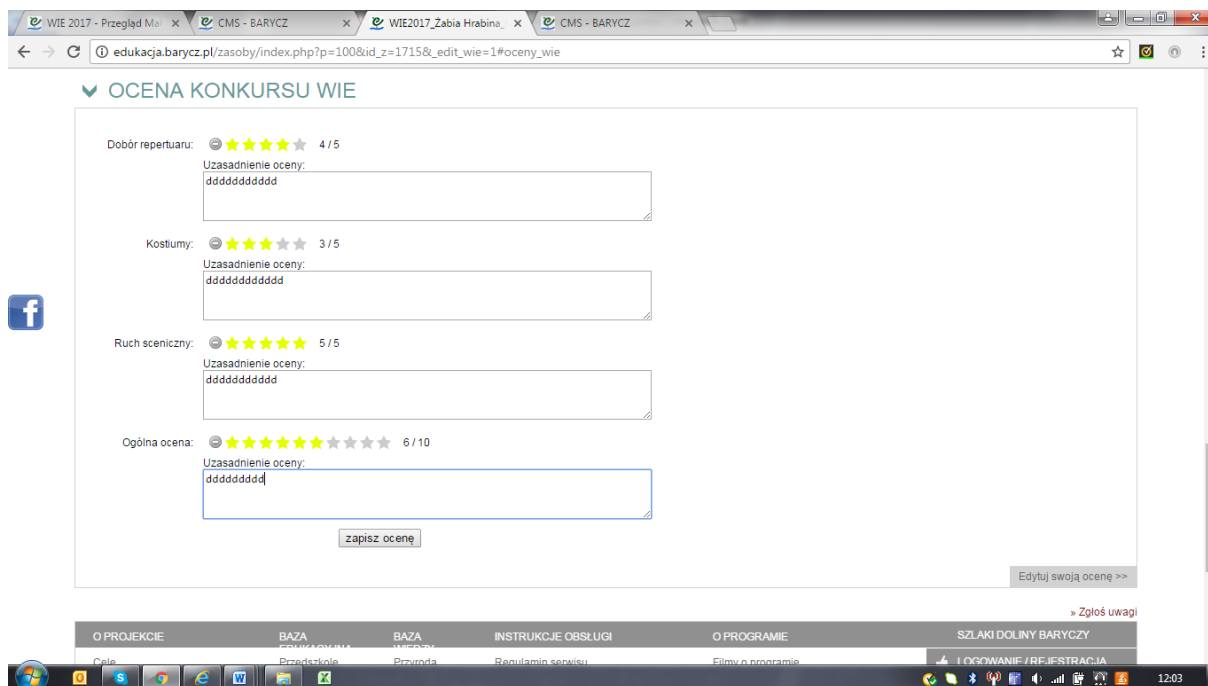 WIE 2017 - Przegląd Mal
CMS - BARYCZ
WIE2017_Żabia Hrabina_
CMS - BARYCZ
edukacja.barycz.pl/zasoby/index.php?p=100&id_z=1715&_edit_wie=1#oceny_wie
OCENA KONKURSU WIE
Dobór repertuaru: 4 / 5
Uzasadnienie oceny:
ddddddddddd
Kostiumy: 3 / 5
Uzasadnienie oceny:
dddddddddddd
Ruch sceniczny: 5 / 5
Uzasadnienie oceny:
ddddddddddd
Ogólna ocena: 6 / 10
Uzasadnienie oceny:
ddddddddd
zapisz ocenę
Edytuj swoją ocenę >>
» Zgłoś uwagi
O PROJEKCIE
BAZA EDUKACYJNA
BAZA WIEDZY
INSTRUKCJE OBSŁUGI
O PROGRAMIE
SZLAKI DOLINY BARYCZY
Cele
Przedszkole
Przyroda
Regulamin serwisu
Filmy o programie
LOGOWANIE / REJESTRACJA
12:03